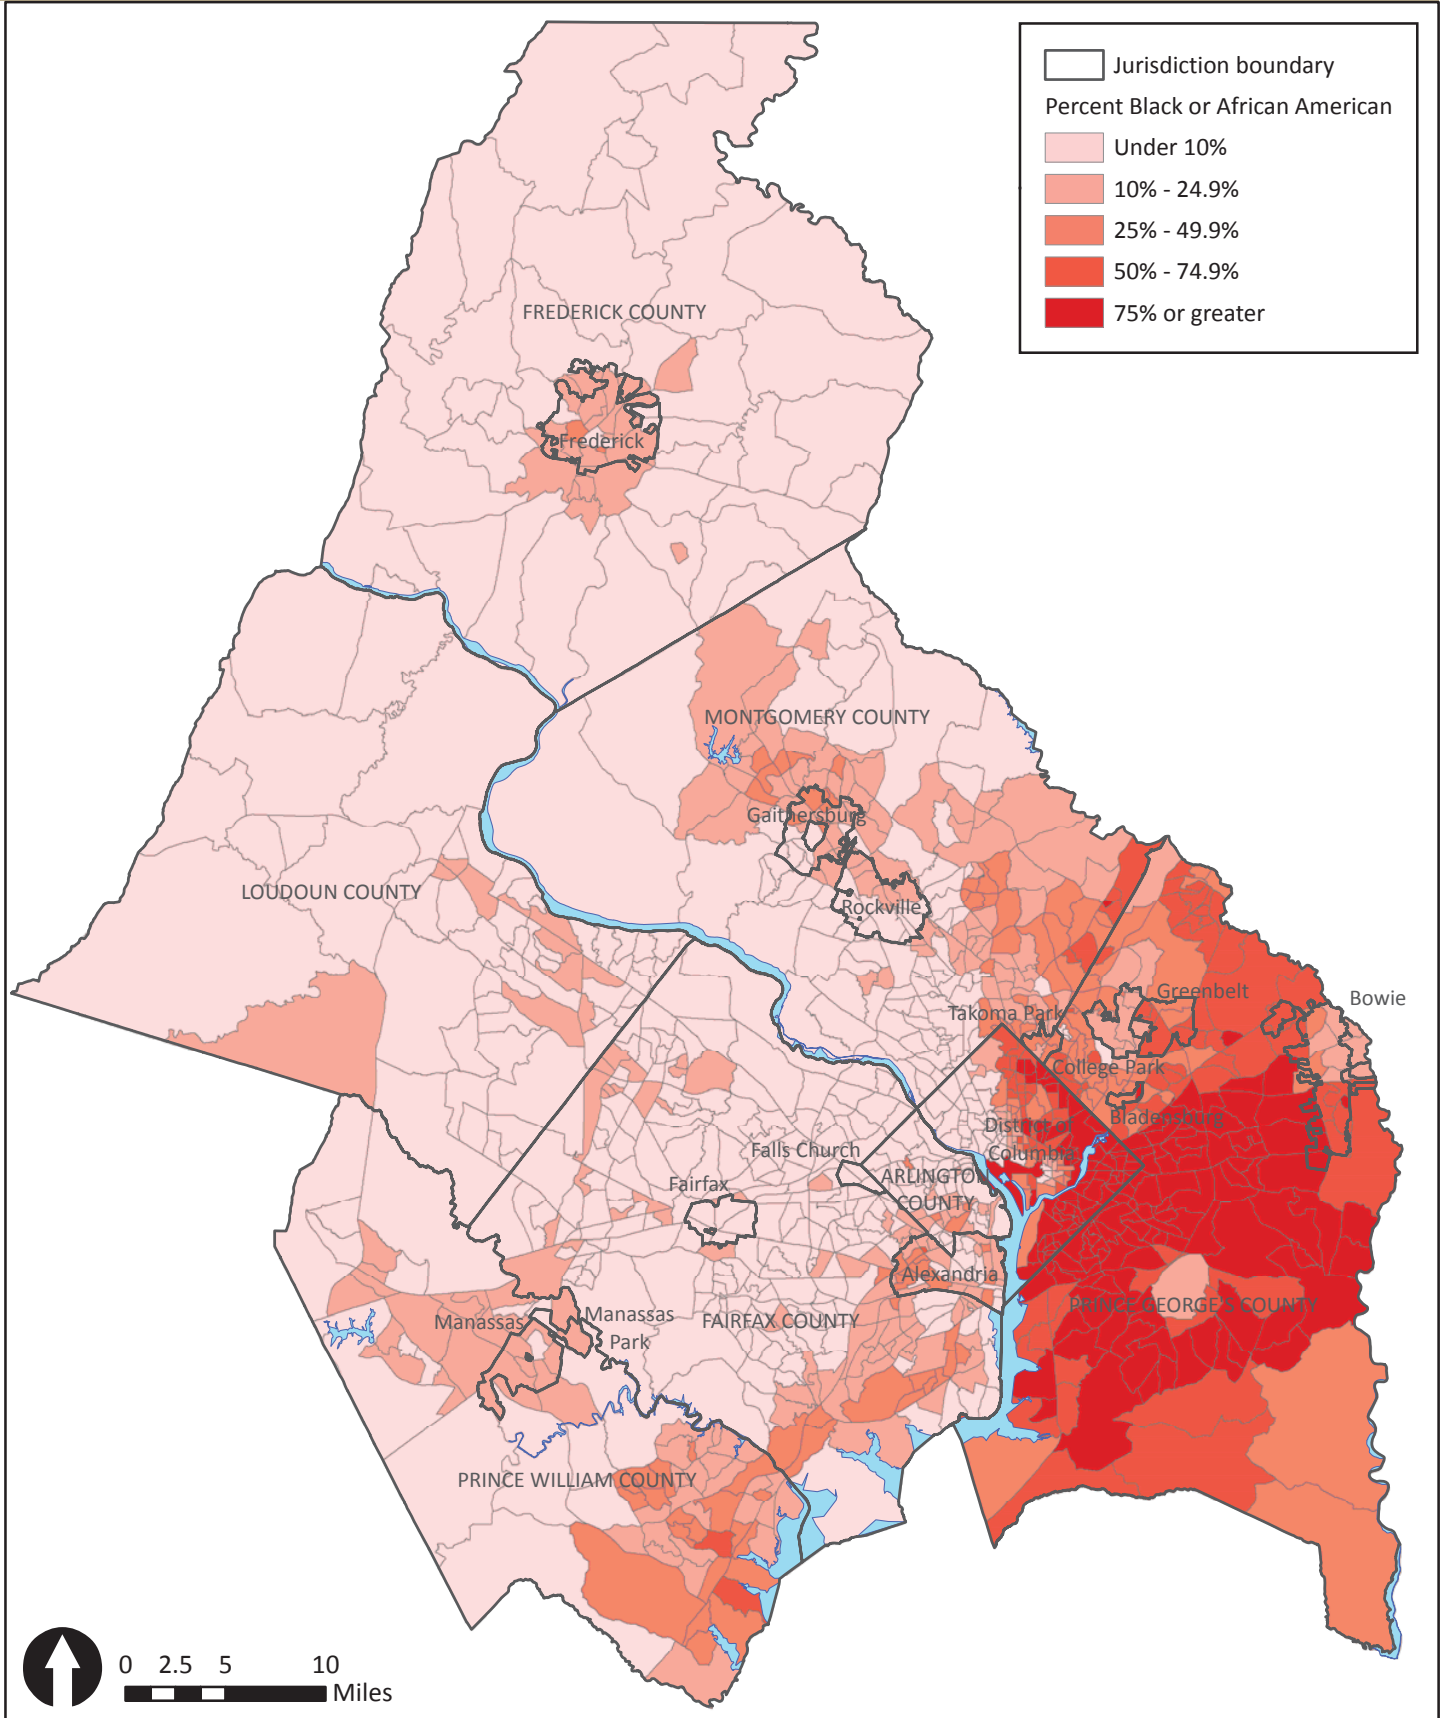 Jurisdiction boundary
Percent Black or African American
Under 10%
10% - 24.9%
25% - 49.9%
50% - 74.9%
75% or greater
FREDERICK COUNTY
Frederick
MONTGOMERY COUNTY
Gaithersburg
LOUDOUN COUNTY
Rockville
Greenbelt
Bowie
Takoma Park
College Park
Bladensburg
District of
Columbia
Falls Church
ARLINGTON
COUNTY
Fairfax
Alexandria
PRINCE GEORGE'S COUNTY
Manassas
Manassas
Park
FAIRFAX COUNTY
PRINCE WILLIAM COUNTY
0 2.5 5 10
Miles